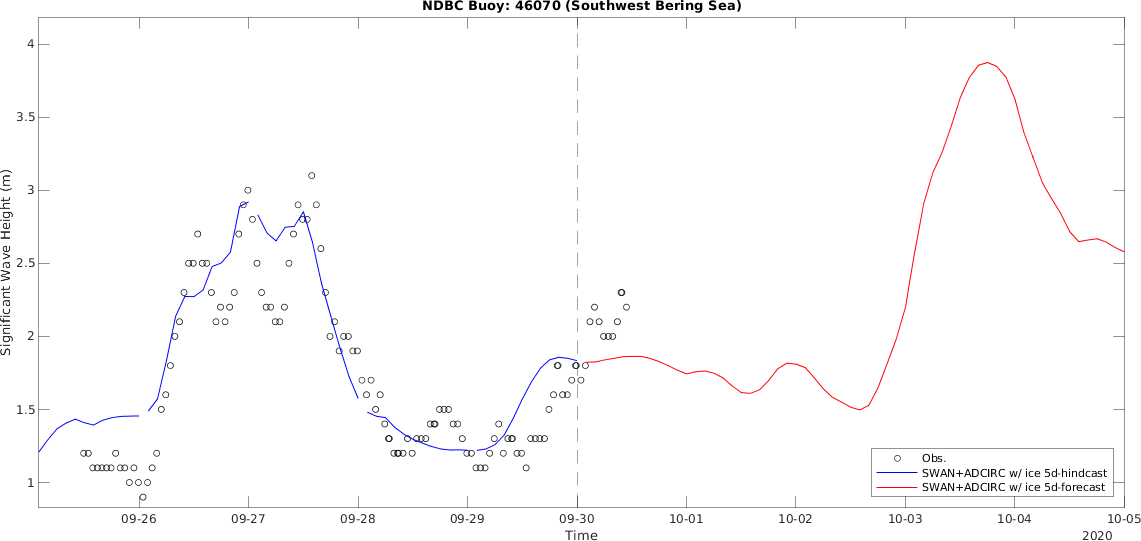 NDBC Buoy: 46070 (Southwest Bering Sea)
Significant Wave Height (m)
4
3.5
3
2.5
2
1.5
1
Obs.
SWAN+ADCIRC w/ ice 5d-hindcast
SWAN+ADCIRC w/ ice 5d-forecast
09-26 09-27 09-28 09-29 09-30 10-01 10-02 10-03 10-04 10-05
Time
2020